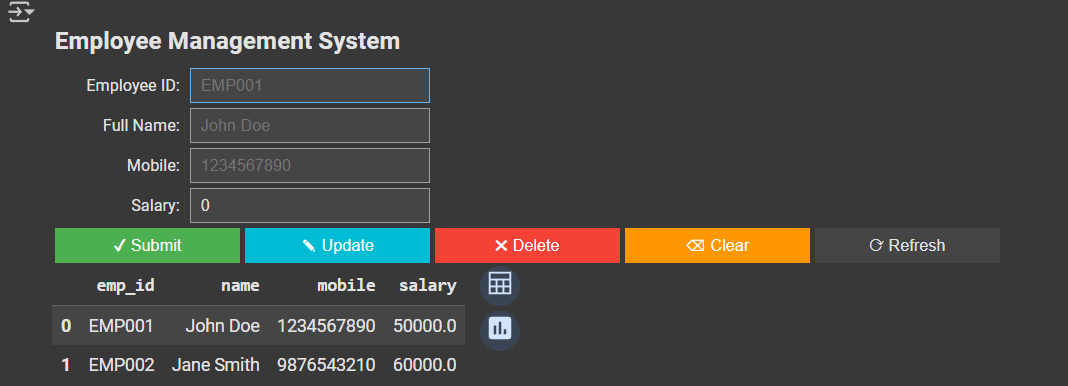 Employee Management System
Employee ID: EMP001
Full Name: John Doe
Mobile: 1234567890
Salary: 0
✓ Submit ✎ Update ✕ Delete ⌫ Clear ⟳ Refresh
emp_id name mobile salary
0 EMP001 John Doe 1234567890 50000.0
1 EMP002 Jane Smith 9876543210 60000.0